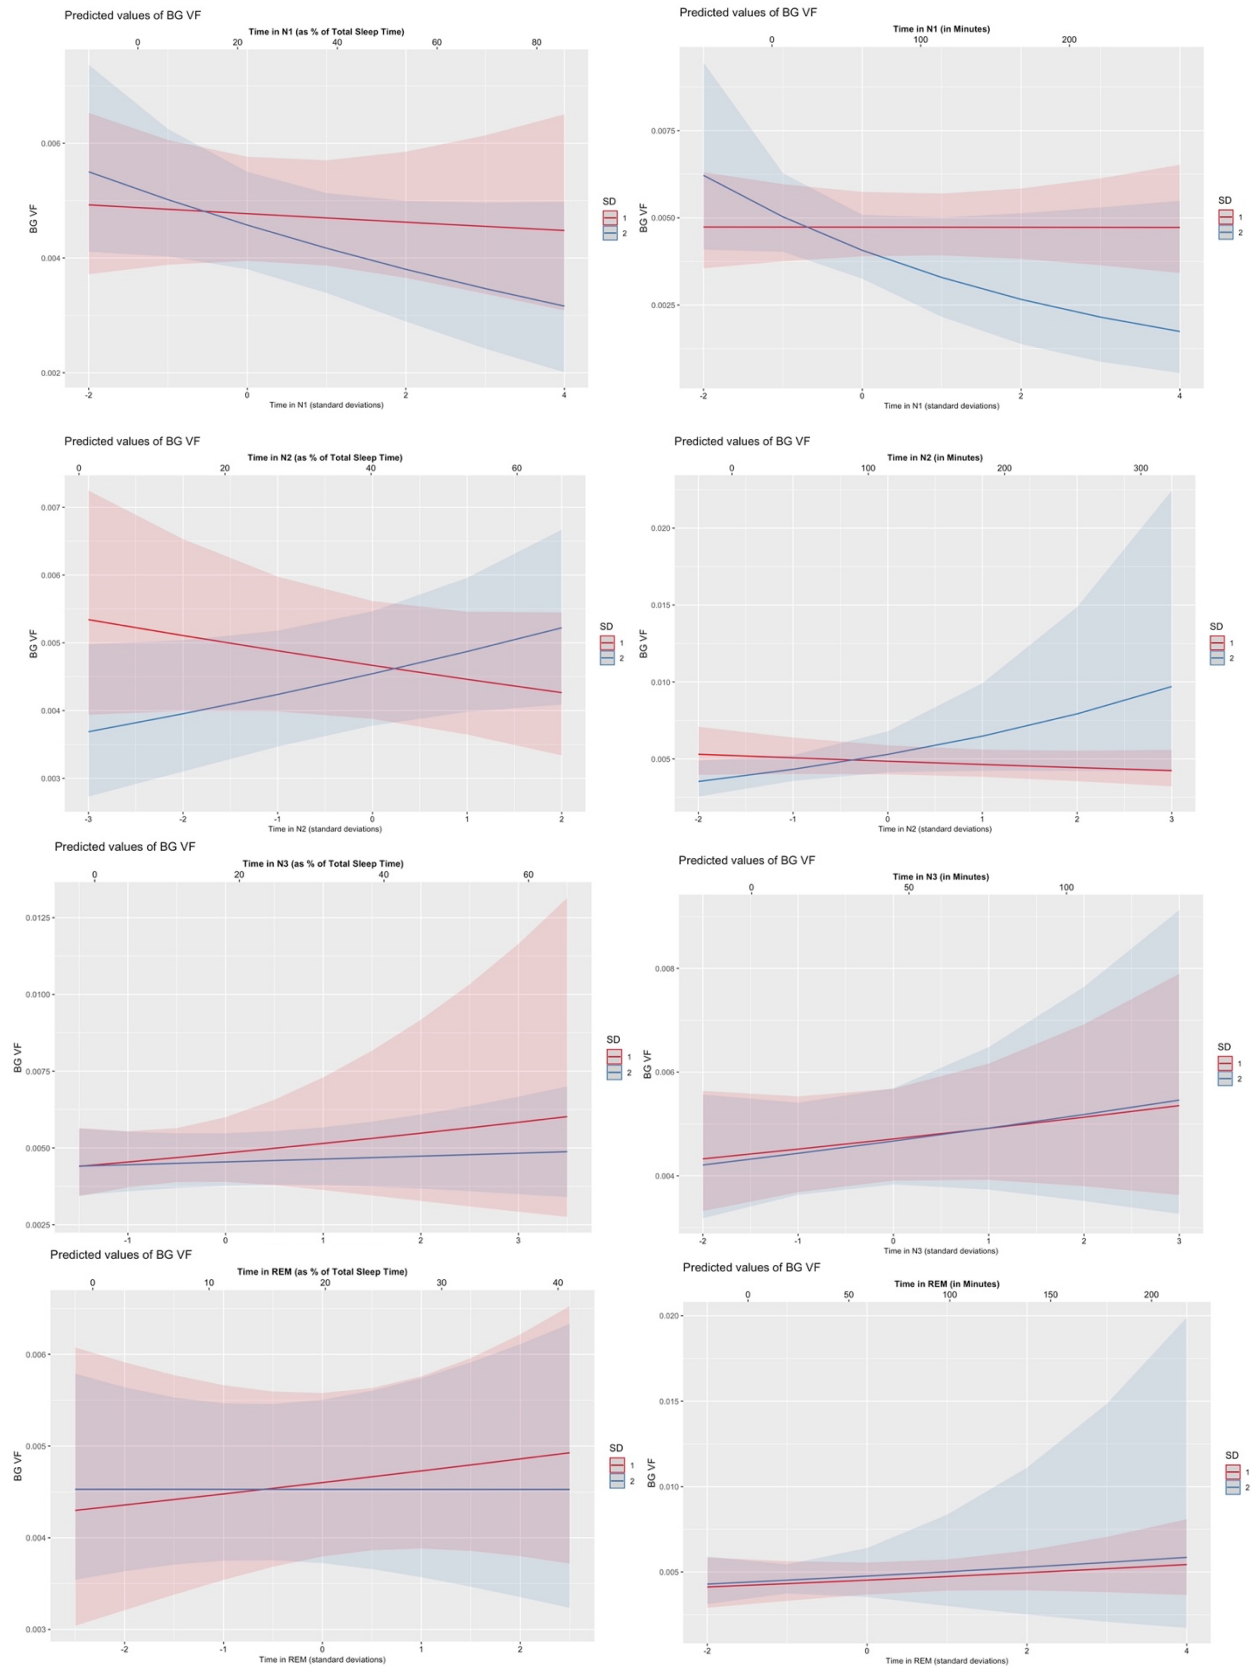 Predicted values of BG VF
Time in N1 (as % of Total Sleep Time)
0 20 40 60 80
0.006
0.004
0.002
BG VF
-2 0 2 4
Time in N1 (standard deviations)
SD
1
2
Predicted values of BG VF
Time in N1 (in Minutes)
0 100 200
0.0075
0.0050
0.0025
BG VF
-2 0 2 4
Time in N1 (standard deviations)
SD
1
2
Predicted values of BG VF
Time in N2 (as % of Total Sleep Time)
0 20 40 60
0.007
0.006
0.005
0.004
0.003
BG VF
-3 -2 -1 0 1 2
Time in N2 (standard deviations)
SD
1
2
Predicted values of BG VF
Time in N2 (in Minutes)
0 100 200 300
0.020
0.015
0.010
0.005
BG VF
-2 -1 0 1 2 3
Time in N2 (standard deviations)
SD
1
2
Predicted values of BG VF
Time in N3 (as % of Total Sleep Time)
0 20 40 60
0.0125
0.0100
0.0075
0.0050
0.0025
BG VF
-1 0 1 2 3
SD
1
2
Predicted values of BG VF
Time in N3 (in Minutes)
0 50 100
0.008
0.006
0.004
BG VF
-2 -1 0 1 2 3
Time in N3 (standard deviations)
SD
1
2
Predicted values of BG VF
Time in REM (as % of Total Sleep Time)
0 10 20 30 40
0.006
0.005
0.004
0.003
BG VF
-2 -1 0 1 2
Time in REM (standard deviations)
SD
1
2
Predicted values of BG VF
Time in REM (in Minutes)
0 50 100 150 200
0.020
0.015
0.010
0.005
BG VF
-2 0 2 4
Time in REM (standard deviations)
SD
1
2